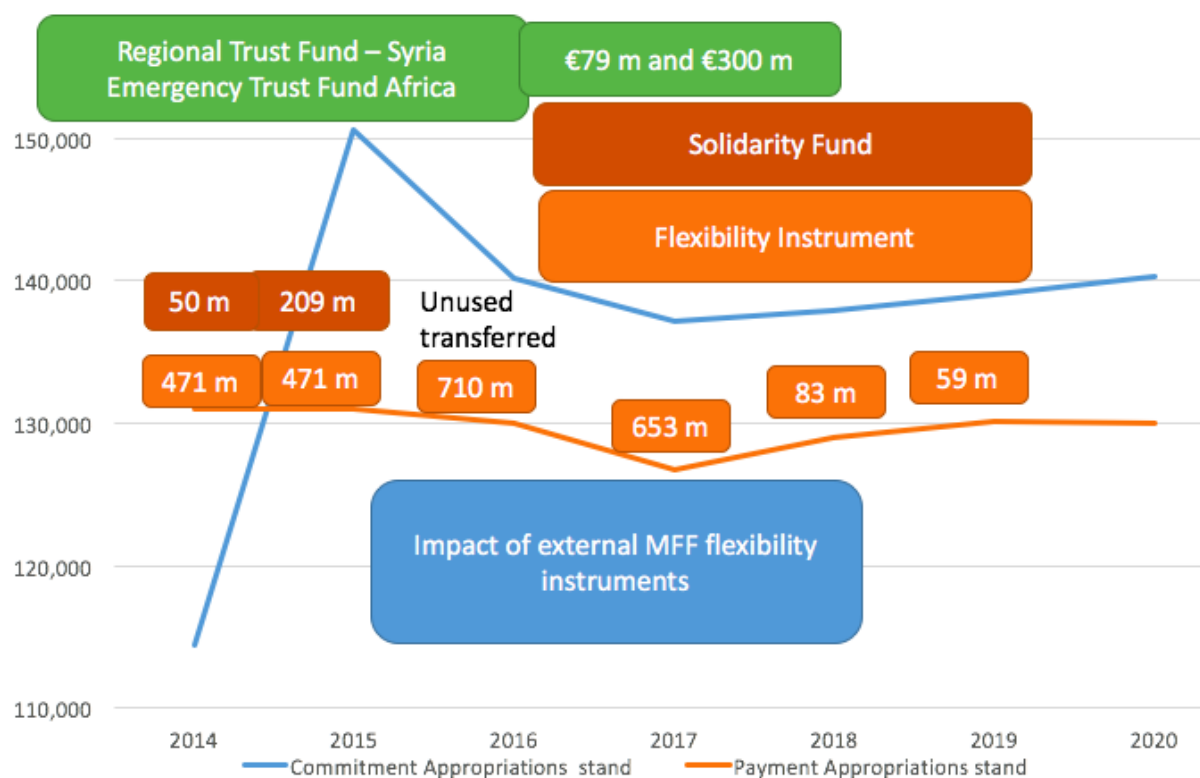 Regional Trust Fund – Syria
Emergency Trust Fund Africa
€79 m and €300 m
150,000
Solidarity Fund
Flexibility Instrument
140,000
50 m
209 m
Unused
transferred
471 m
471 m
710 m
653 m
83 m
59 m
130,000
Impact of external MFF flexibility
instruments
120,000
110,000
2014 2015 2016 2017 2018 2019 2020
Commitment Appropriations stand Payment Appropriations stand